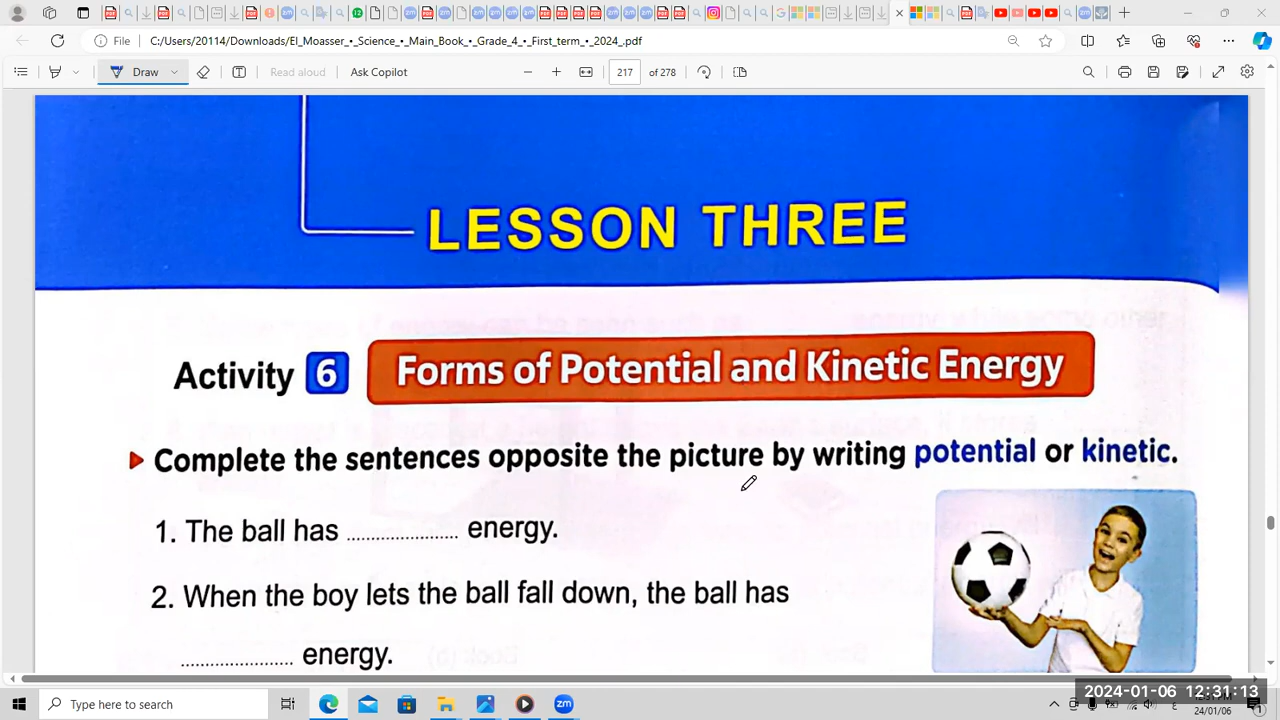 File
C:/Users/20114/Downloads/El_Moasser_-_Science_-_Main_Book_-_Grade_4_-_First_term_-_2024_.pdf
Draw
Read aloud
Ask Copilot
217 of 278
LESSON THREE
Activity 6 Forms of Potential and Kinetic Energy
Complete the sentences opposite the picture by writing potential or kinetic.
1. The ball has ..................... energy.
2. When the boy lets the ball fall down, the ball has
..................... energy.
Type here to search
2024-01-06 12:31:13
24/01/06